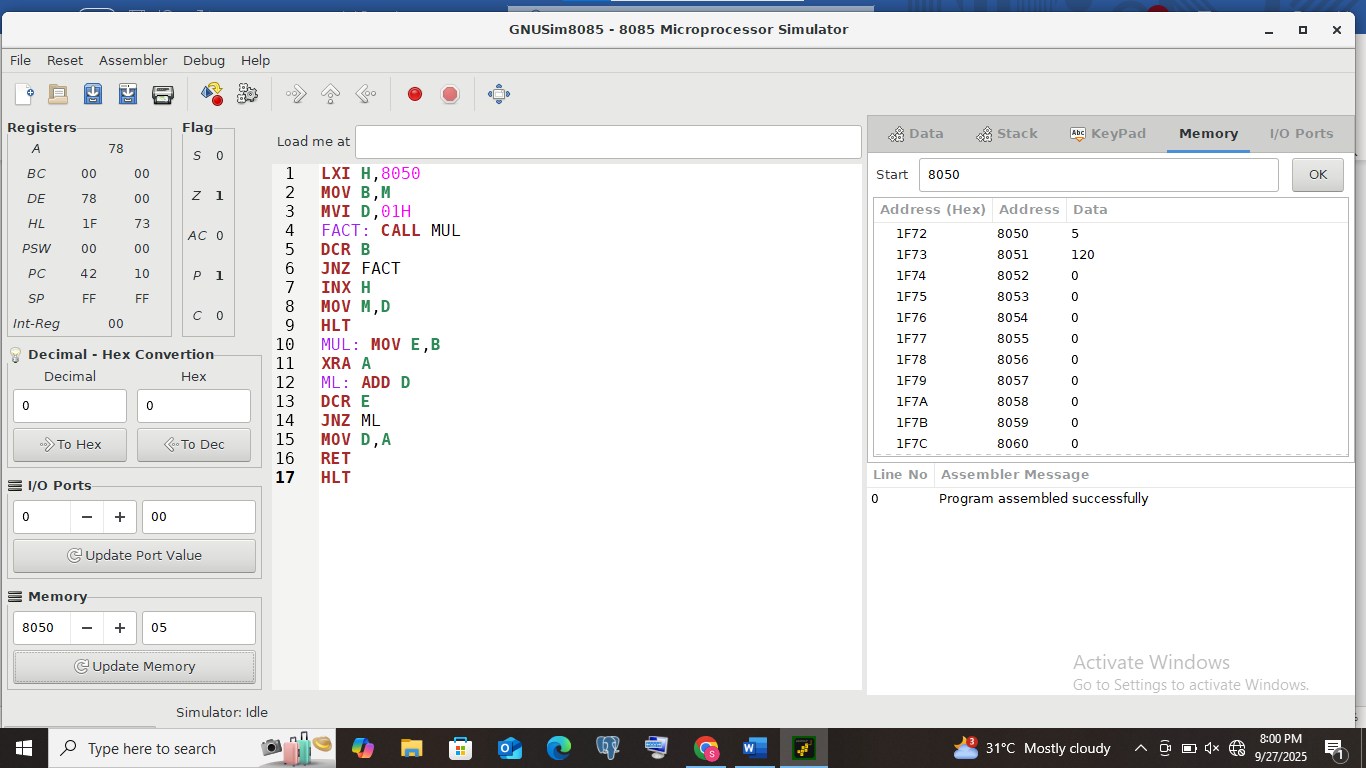 GNUSim8085 - 8085 Microprocessor Simulator
File Reset Assembler Debug Help
Registers
A 78
BC 00 00
DE 78 00
HL 1F 73
PSW 00 00
PC 42 10
SP FF FF
Int-Reg 00
Flag
S 0
Z 1
AC 0
P 1
C 0
Decimal - Hex Convertion
Decimal Hex
0 0
To Hex To Dec
I/O Ports
0 − + 00
Update Port Value
Memory
8050 − + 05
Update Memory
Load me at
1 LXI H,8050
2 MOV B,M
3 MVI D,01H
4 FACT: CALL MUL
5 DCR B
6 JNZ FACT
7 INX H
8 MOV M,D
9 HLT
10 MUL: MOV E,B
11 XRA A
12 ML: ADD D
13 DCR E
14 JNZ ML
15 MOV D,A
16 RET
17 HLT
Data Stack Abc KeyPad Memory I/O Ports
Start 8050 OK
Address (Hex) Address Data
1F72 8050 5
1F73 8051 120
1F74 8052 0
1F75 8053 0
1F76 8054 0
1F77 8055 0
1F78 8056 0
1F79 8057 0
1F7A 8058 0
1F7B 8059 0
1F7C 8060 0
Line No Assembler Message
0 Program assembled successfully
Activate Windows
Go to Settings to activate Windows.
Simulator: Idle
Type here to search
3 31°C Mostly cloudy
8:00 PM
9/27/2025
1